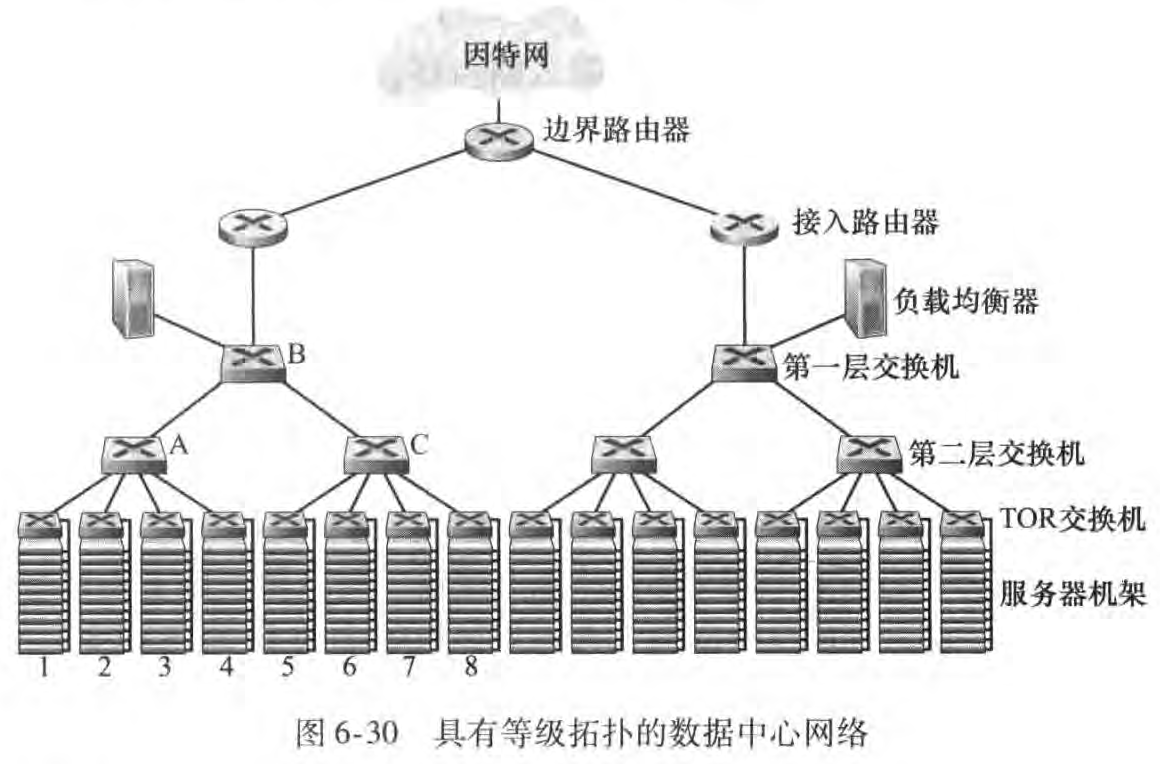 因特网
边界路由器
接入路由器
负载均衡器
B
第一层交换机
A
C
第二层交换机
TOR交换机
服务器机架
1 2 3 4 5 6 7 8
图 6-30 具有等级拓扑的数据中心网络